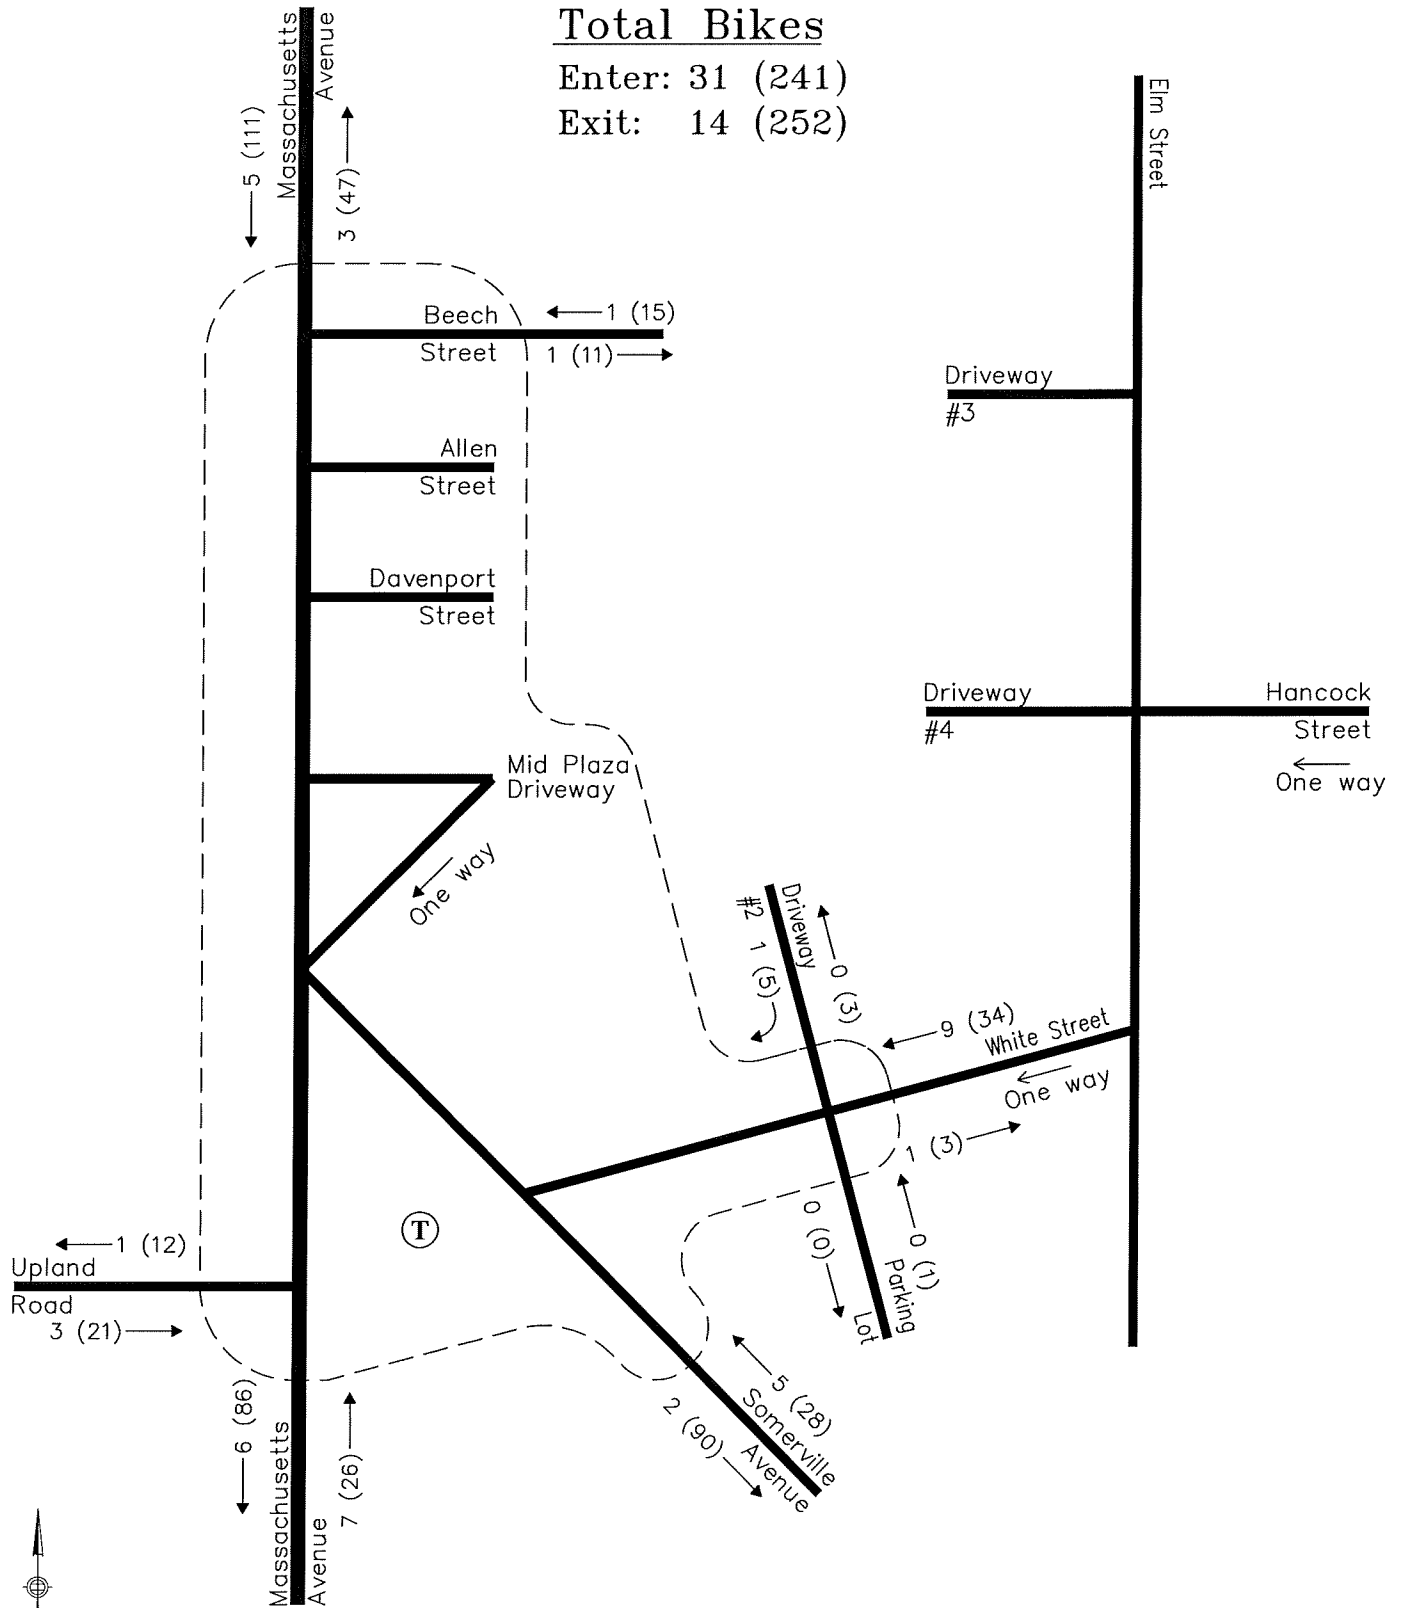 Total Bikes
Enter: 31 (241)
Exit: 14 (252)
Massachusetts
Avenue
5 (111)
3 (47)
Elm Street
Beech
Street
1 (15)
1 (11)
Driveway
#3
Allen
Street
Davenport
Street
Driveway
#4
Hancock
Street
One way
Mid Plaza
Driveway
One way
Driveway
#2
1 (5)
0 (3)
9 (34)
White Street
One way
1 (3)
0 (0)
0 (1)
Parking
Lot
T
1 (12)
Upland
Road
3 (21)
5 (28)
Somerville
Avenue
2 (90)
6 (86)
7 (26)
Massachusetts
Avenue